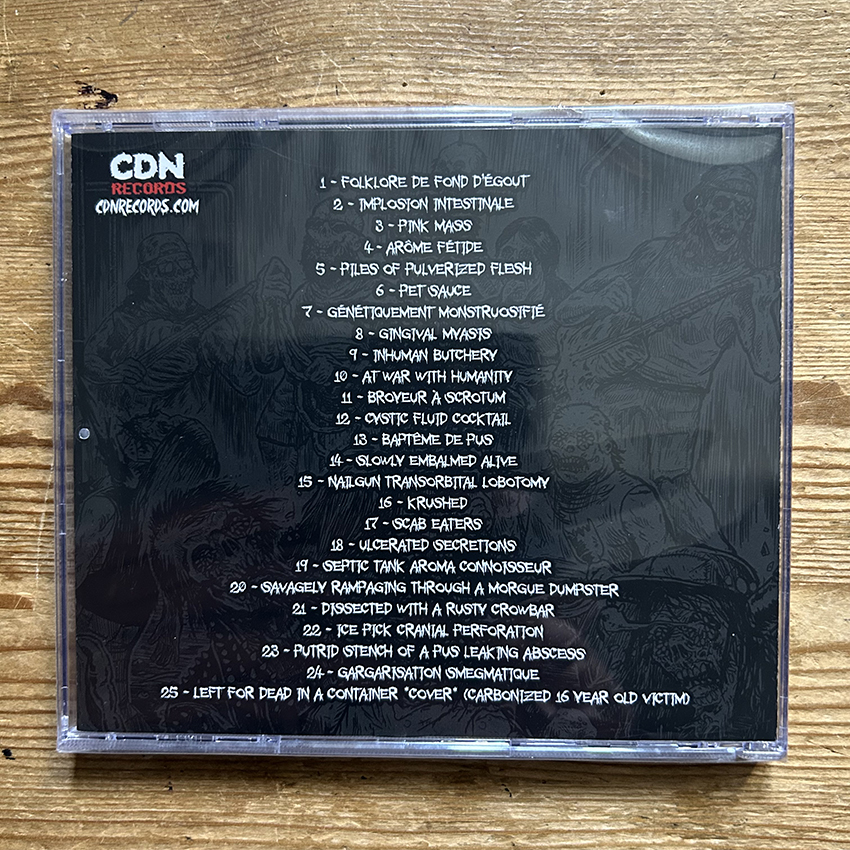 CDN
RECORDS
CDNRECORDS.COM
1 - FOLKLORE DE FOND D'ÉGOUT
2 - IMPLOSION INTESTINALE
3 - PINK MASS
4 - ARÔME FÉTIDE
5 - PILES OF PULVERIZED FLESH
6 - PET SAUCE
7 - GÉNÉTIQUEMENT MONSTRUOSIFIÉ
8 - GINGIVAL MYASIS
9 - INHUMAN BUTCHERY
10 - AT WAR WITH HUMANITY
11 - BROYEUR À SCROTUM
12 - CYSTIC FLUID COCKTAIL
13 - BAPTÊME DE PUS
14 - SLOWLY EMBALMED ALIVE
15 - NAILGUN TRANSORBITAL LOBOTOMY
16 - KRUSHED
17 - SCAB EATERS
18 - ULCERATED SECRETIONS
19 - SEPTIC TANK AROMA CONNOISSEUR
20 - SAVAGELY RAMPAGING THROUGH A MORGUE DUMPSTER
21 - DISSECTED WITH A RUSTY CROWBAR
22 - ICE PICK CRANIAL PERFORATION
23 - PUTRID STENCH OF A PUS LEAKING ABSCESS
24 - GARGARISATION SMEGMATIQUE
25 - LEFT FOR DEAD IN A CONTAINER "COVER" (CARBONIZED 16 YEAR OLD VICTIM)